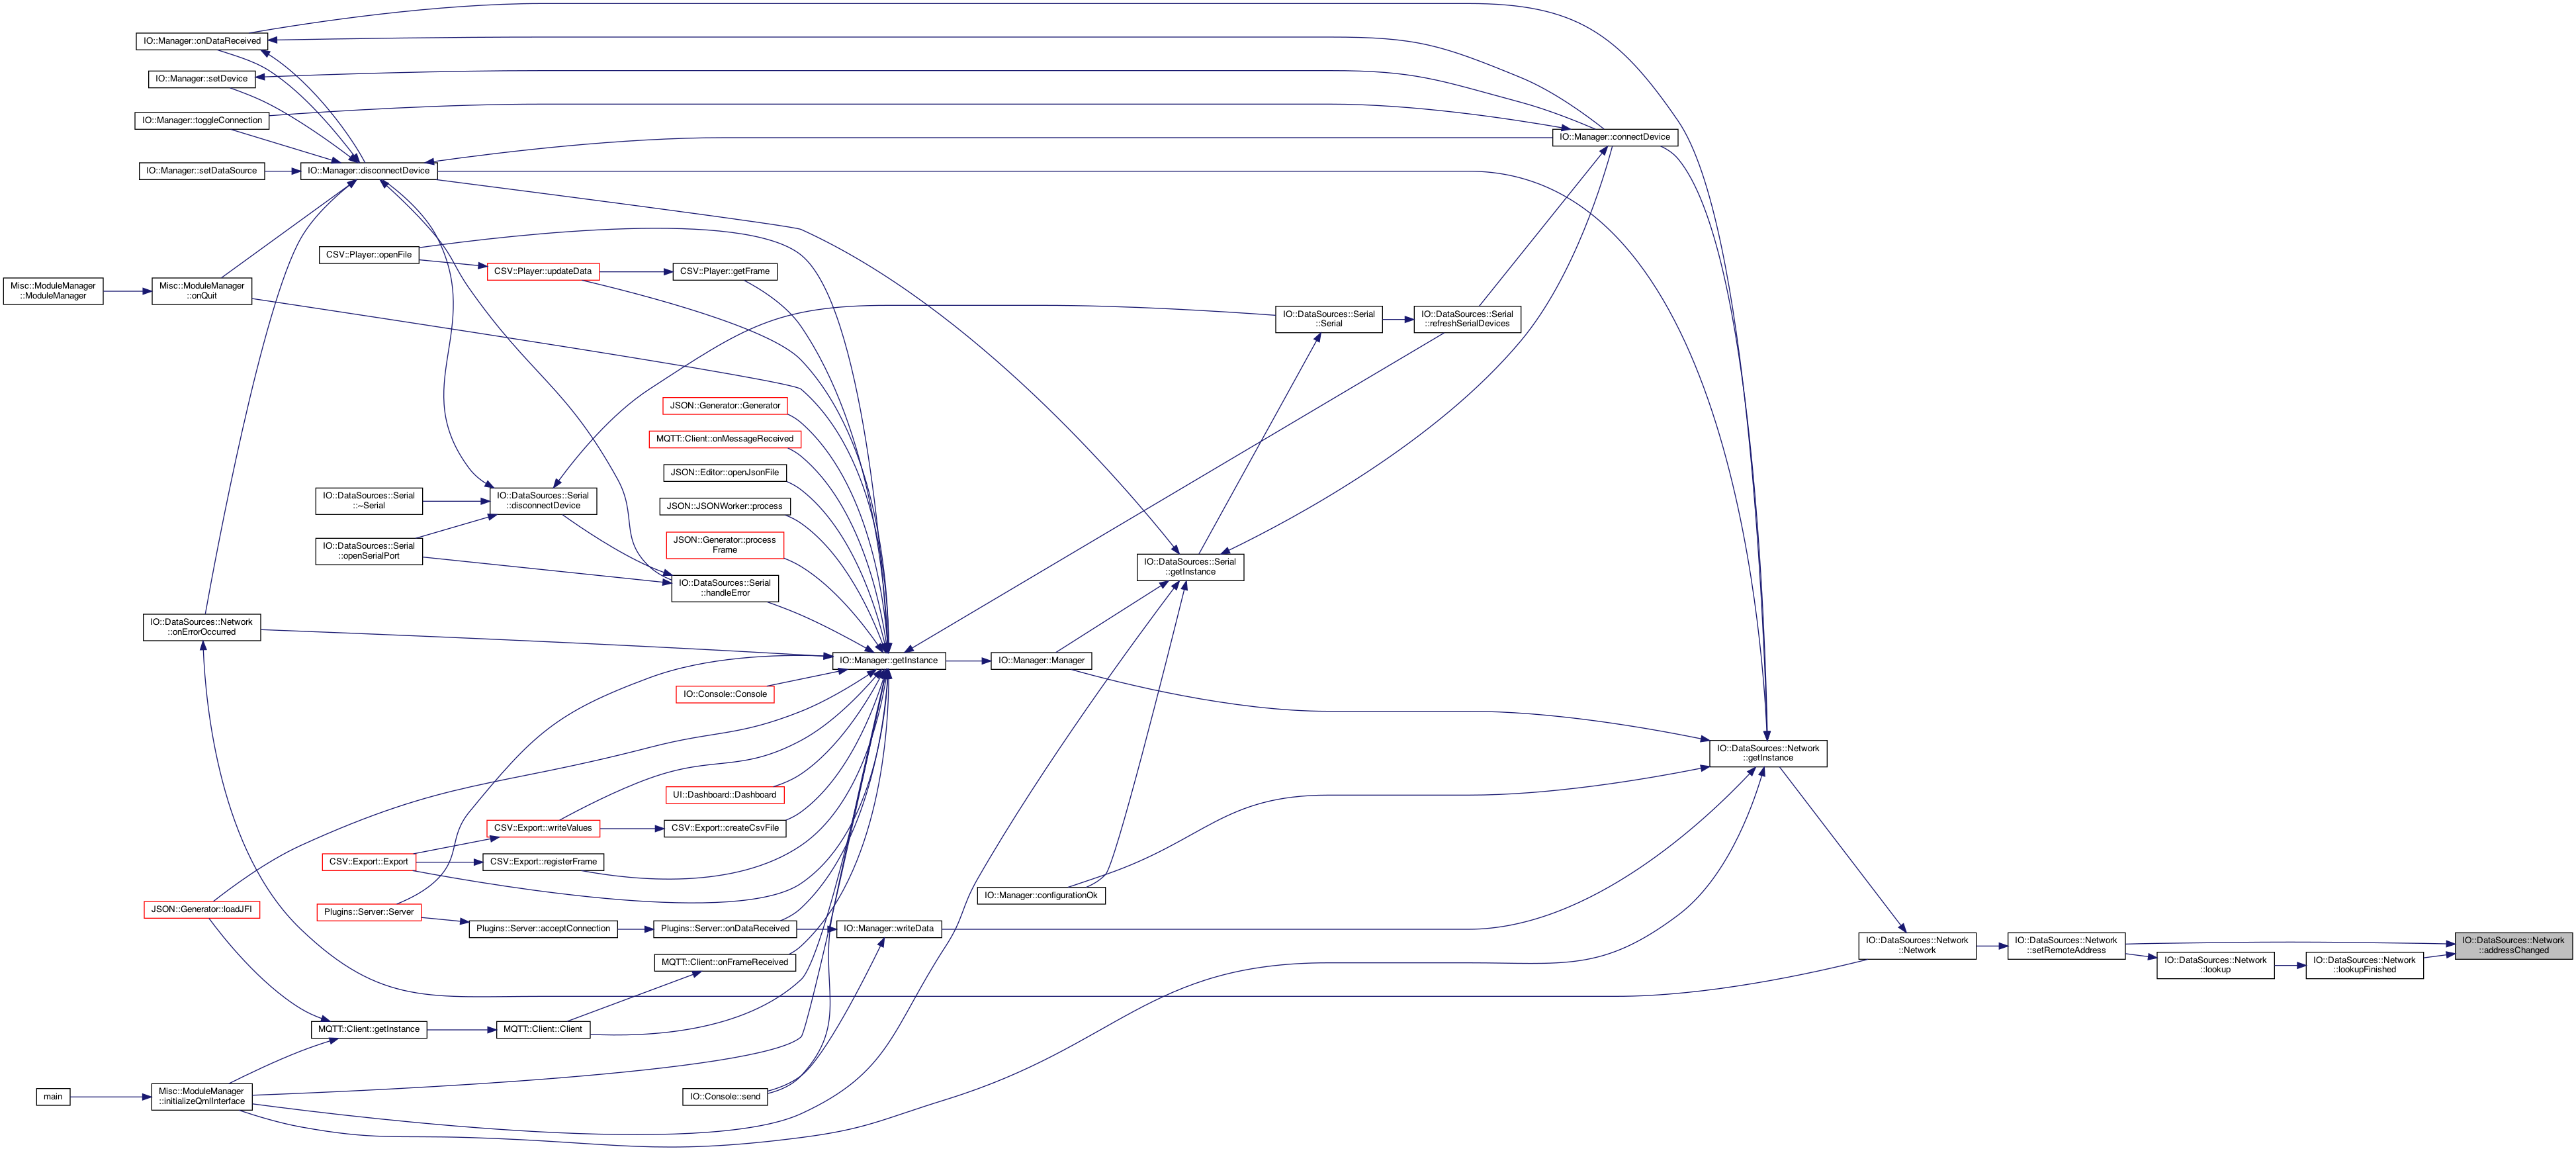 IO::Manager::onDataReceived
IO::Manager::setDevice
IO::Manager::toggleConnection
IO::Manager::connectDevice
IO::Manager::setDataSource
IO::Manager::disconnectDevice
CSV::Player::openFile
CSV::Player::updateData
CSV::Player::getFrame
Misc::ModuleManager
::ModuleManager
Misc::ModuleManager
::onQuit
IO::DataSources::Serial
::Serial
IO::DataSources::Serial
::refreshSerialDevices
JSON::Generator::Generator
MQTT::Client::onMessageReceived
JSON::Editor::openJsonFile
IO::DataSources::Serial
::~Serial
IO::DataSources::Serial
::disconnectDevice
JSON::JSONWorker::process
JSON::Generator::process
Frame
IO::DataSources::Serial
::openSerialPort
IO::DataSources::Serial
::handleError
IO::DataSources::Serial
::getInstance
IO::DataSources::Network
::onErrorOccurred
IO::Manager::getInstance
IO::Manager::Manager
IO::Console::Console
IO::DataSources::Network
::getInstance
UI::Dashboard::Dashboard
CSV::Export::writeValues
CSV::Export::createCsvFile
CSV::Export::Export
CSV::Export::registerFrame
IO::Manager::configurationOk
JSON::Generator::loadJFI
Plugins::Server::Server
Plugins::Server::acceptConnection
Plugins::Server::onDataReceived
IO::Manager::writeData
IO::DataSources::Network
::Network
IO::DataSources::Network
::setRemoteAddress
IO::DataSources::Network
::addressChanged
IO::DataSources::Network
::lookup
IO::DataSources::Network
::lookupFinished
MQTT::Client::onFrameReceived
MQTT::Client::getInstance
MQTT::Client::Client
main
Misc::ModuleManager
::initializeQmlInterface
IO::Console::send